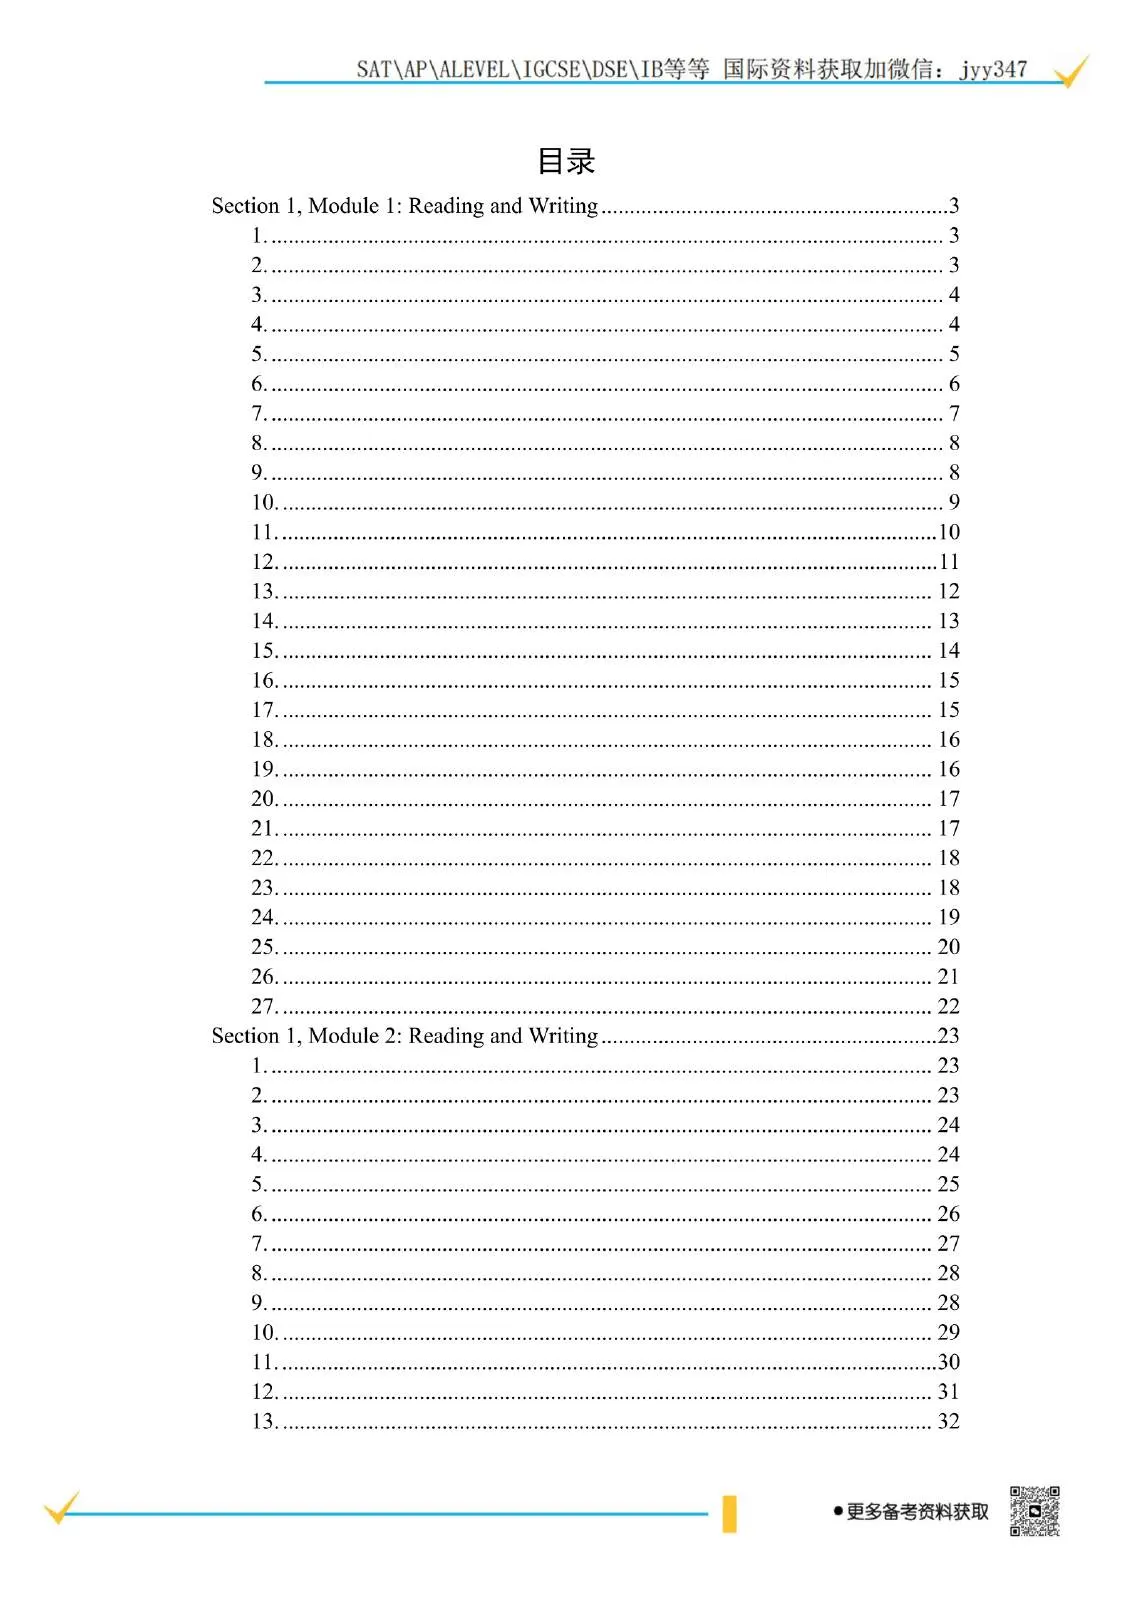 SAT\AP\ALEVEL\IGCSE\DSE\IB等等 国际资料获取加微信：jyy347
目录
Section 1, Module 1: Reading and Writing........................................................3
1. ........................................................ 3
2. ........................................................ 3
3. ........................................................ 4
4. ........................................................ 4
5. ........................................................ 5
6. ........................................................ 6
7. ........................................................ 7
8. ........................................................ 8
9. ........................................................ 8
10. ........................................................ 9
11. ........................................................10
12. ........................................................11
13. ........................................................ 12
14. ........................................................ 13
15. ........................................................ 14
16. ........................................................ 15
17. ........................................................ 15
18. ........................................................ 16
19. ........................................................ 16
20. ........................................................ 17
21. ........................................................ 17
22. ........................................................ 18
23. ........................................................ 18
24. ........................................................ 19
25. ........................................................ 20
26. ........................................................ 21
27. ........................................................ 22
Section 1, Module 2: Reading and Writing........................................................23
1. ........................................................ 23
2. ........................................................ 23
3. ........................................................ 24
4. ........................................................ 24
5. ........................................................ 25
6. ........................................................ 26
7. ........................................................ 27
8. ........................................................ 28
9. ........................................................ 28
10. ........................................................ 29
11. ........................................................30
12. ........................................................ 31
13. ........................................................ 32
●更多备考资料获取